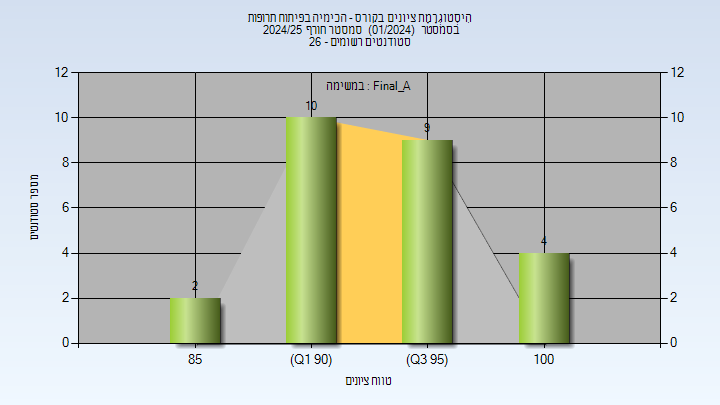 היסטוגרמת ציונים בקורס - הכימיה בפיתוח תרופות
בסמסטר (01/2024) סמסטר חורף 2024/25
סטודנטים רשומים - 26
במשימה : Final_A
12
10
8
6
4
2
0
12
10
8
6
4
2
0
2
10
9
4
מספר סטודנטים
85
(Q1 90)
(Q3 95)
100
טווח ציונים